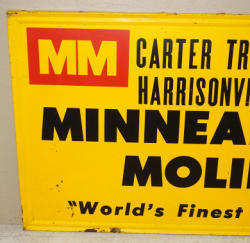 MM
CARTER TR
HARRISONV
MINNEA
MOLI
"World's Finest